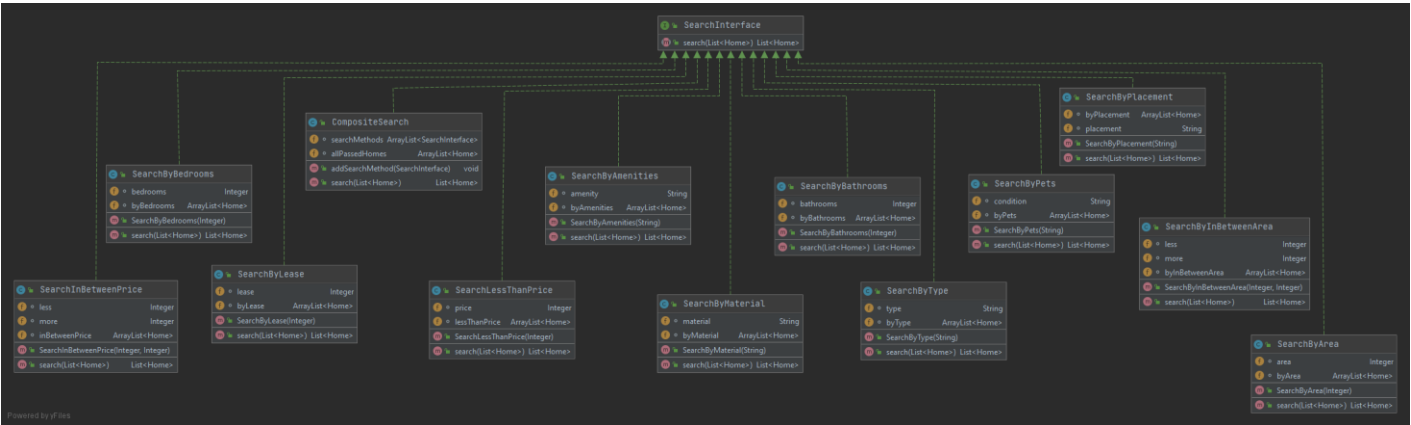 SearchInterface
search(List<Home>) List<Home>
SearchByPlacement
byPlacement ArrayList<Home>
placement String
SearchByPlacement(String)
search(List<Home>) List<Home>
CompositeSearch
searchMethods ArrayList<SearchInterface>
allPassedHomes ArrayList<Home>
addSearchMethod(SearchInterface) void
search(List<Home>) List<Home>
SearchByBedrooms
bedrooms Integer
byBedrooms ArrayList<Home>
SearchByBedrooms(Integer)
search(List<Home>) List<Home>
SearchByAmenities
amenity String
byAmenities ArrayList<Home>
SearchByAmenities(String)
search(List<Home>) List<Home>
SearchByBathrooms
bathrooms Integer
byBathrooms ArrayList<Home>
SearchByBathrooms(Integer)
search(List<Home>) List<Home>
SearchByPets
condition String
byPets ArrayList<Home>
SearchByPets(String)
search(List<Home>) List<Home>
SearchByInBetweenArea
less Integer
more Integer
byInBetweenArea ArrayList<Home>
SearchByInBetweenArea(Integer, Integer)
search(List<Home>) List<Home>
SearchInBetweenPrice
less Integer
more Integer
inBetweenPrice ArrayList<Home>
SearchInBetweenPrice(Integer, Integer)
search(List<Home>) List<Home>
SearchByLease
lease Integer
byLease ArrayList<Home>
SearchByLease(Integer)
search(List<Home>) List<Home>
SearchLessThanPrice
price Integer
lessThanPrice ArrayList<Home>
SearchLessThanPrice(Integer)
search(List<Home>) List<Home>
SearchByMaterial
material String
byMaterial ArrayList<Home>
SearchByMaterial(String)
search(List<Home>) List<Home>
SearchByType
type String
byType ArrayList<Home>
SearchByType(String)
search(List<Home>) List<Home>
SearchByArea
area Integer
byArea ArrayList<Home>
SearchByArea(Integer)
search(List<Home>) List<Home>
Powered by yFiles